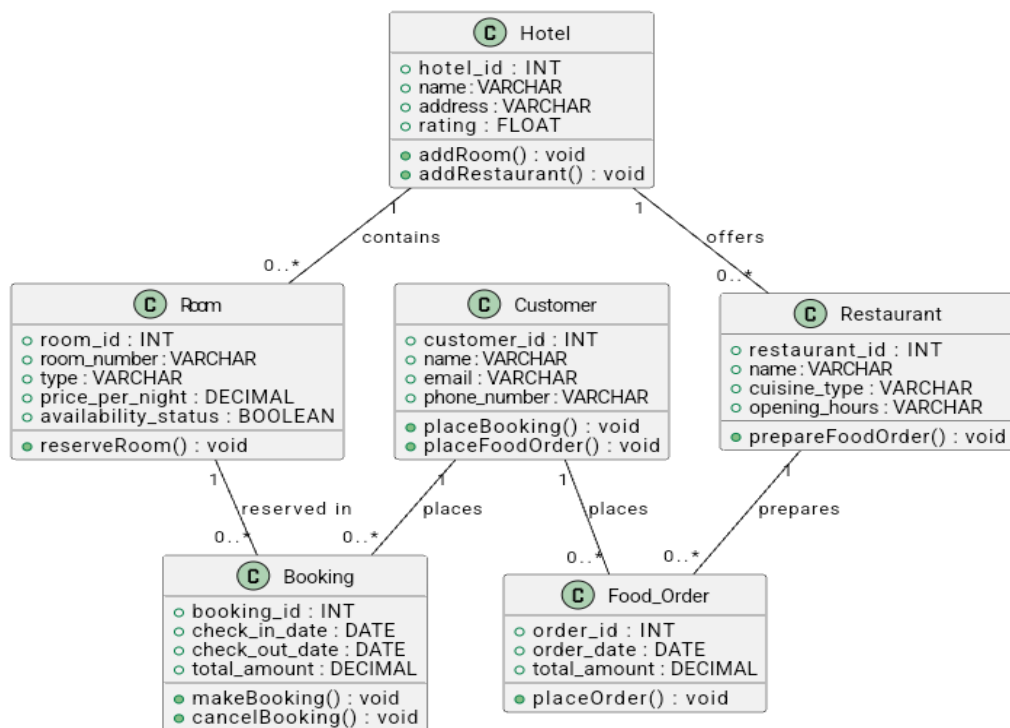 C Hotel
hotel_id : INT
name : VARCHAR
address : VARCHAR
rating : FLOAT
addRoom() : void
addRestaurant() : void
1
1
contains
offers
0..*
0..*
C Room
room_id : INT
room_number : VARCHAR
type : VARCHAR
price_per_night : DECIMAL
availability_status : BOOLEAN
reserveRoom() : void
C Customer
customer_id : INT
name : VARCHAR
email : VARCHAR
phone_number : VARCHAR
placeBooking() : void
placeFoodOrder() : void
C Restaurant
restaurant_id : INT
name : VARCHAR
cuisine_type : VARCHAR
opening_hours : VARCHAR
prepareFoodOrder() : void
1
1
1
1
reserved in
places
places
prepares
0..*
0..*
0..*
0..*
C Booking
booking_id : INT
check_in_date : DATE
check_out_date : DATE
total_amount : DECIMAL
makeBooking() : void
cancelBooking() : void
C Food_Order
order_id : INT
order_date : DATE
total_amount : DECIMAL
placeOrder() : void